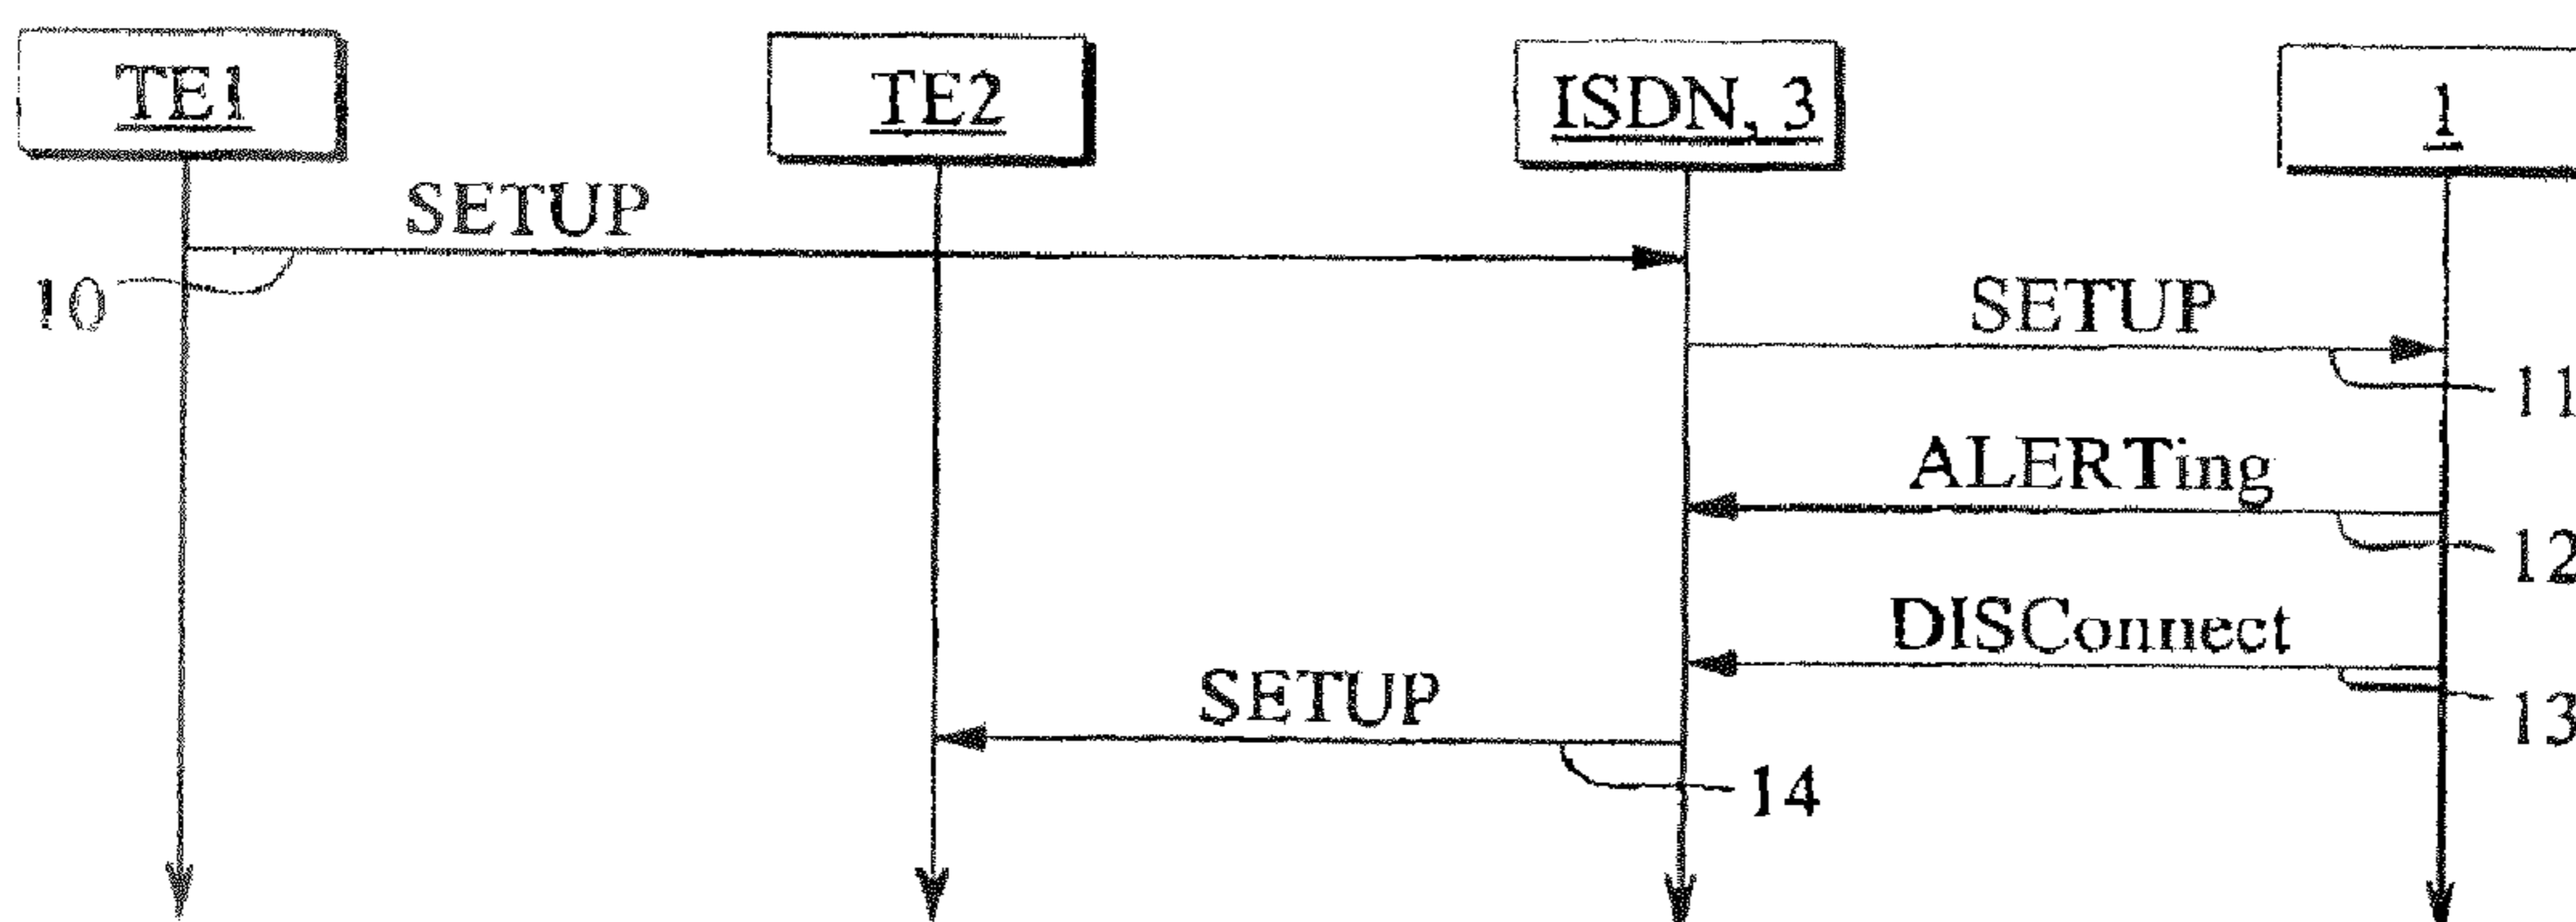 TE1 TE2 ISDN, 3 1
SETUP
10
SETUP
11
ALERTing
12
DISConnect
13
SETUP
14